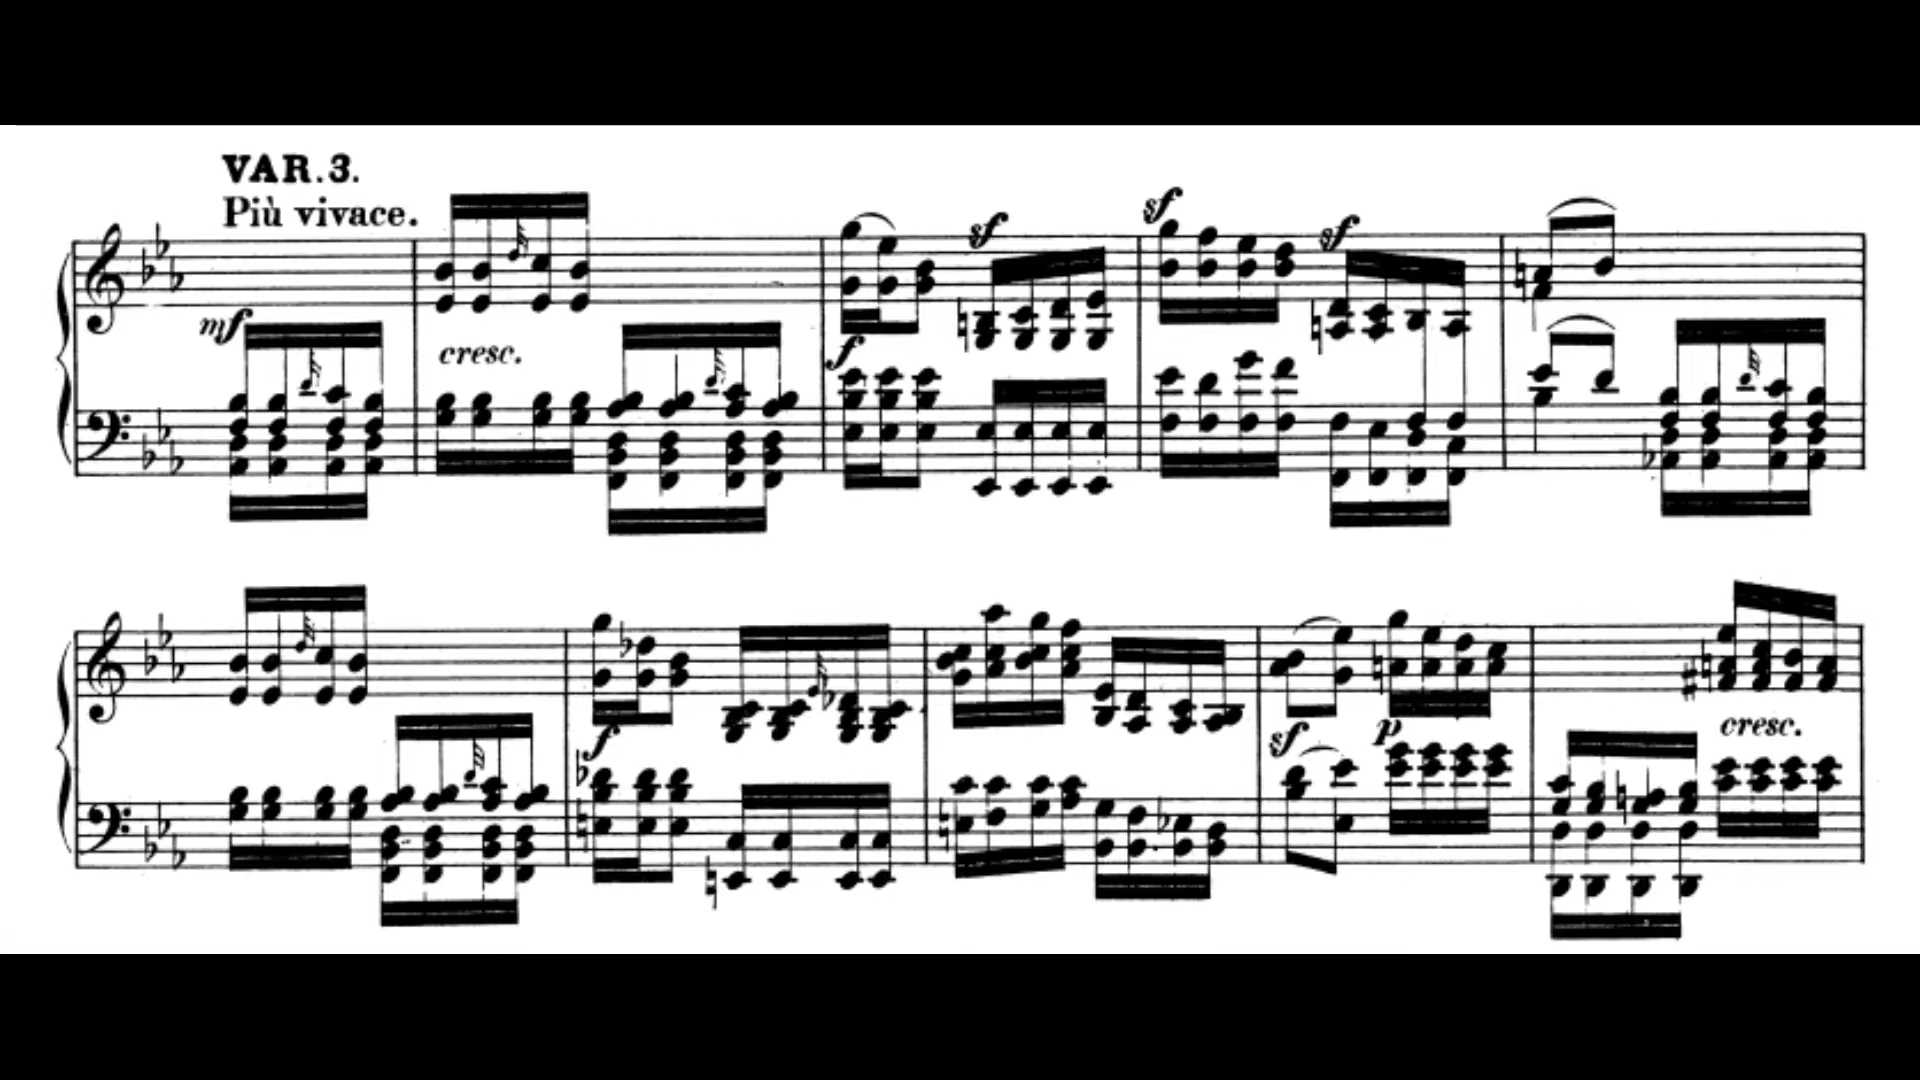 VAR. 3.
Più vivace.
sf sf sf
mf cresc. f
f sf p cresc.